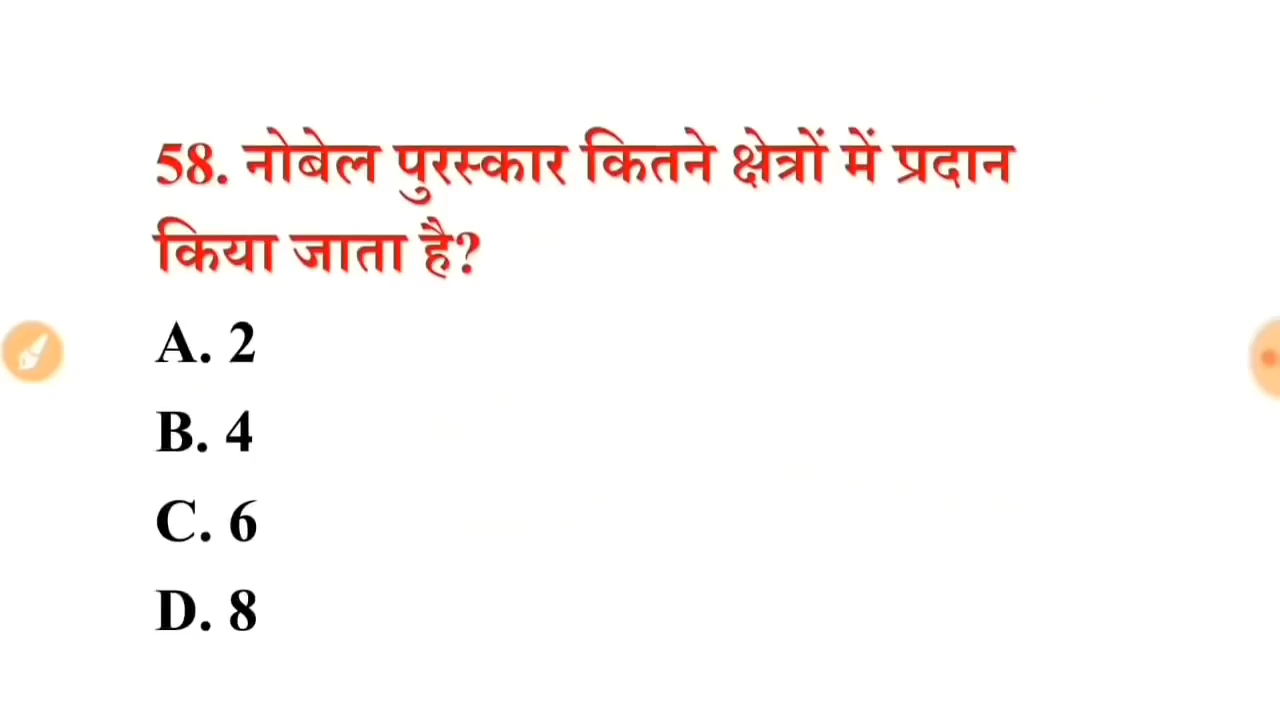 58. नोबेल पुरस्कार कितने क्षेत्रों में प्रदान
किया जाता है?
A. 2
B. 4
C. 6
D. 8